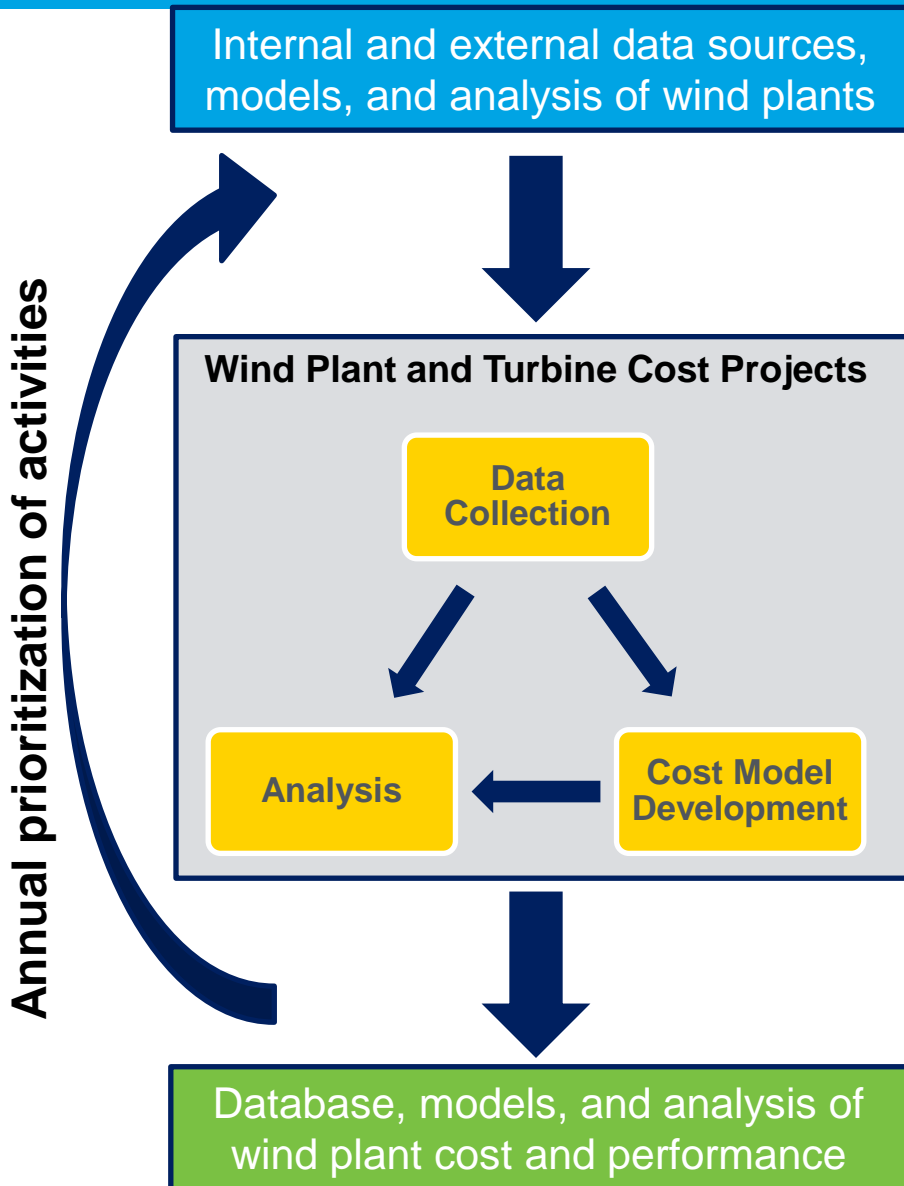 Internal and external data sources,
models, and analysis of wind plants
Annual prioritization of activities
Wind Plant and Turbine Cost Projects
Data
Collection
Analysis
Cost Model
Development
Database, models, and analysis of
wind plant cost and performance